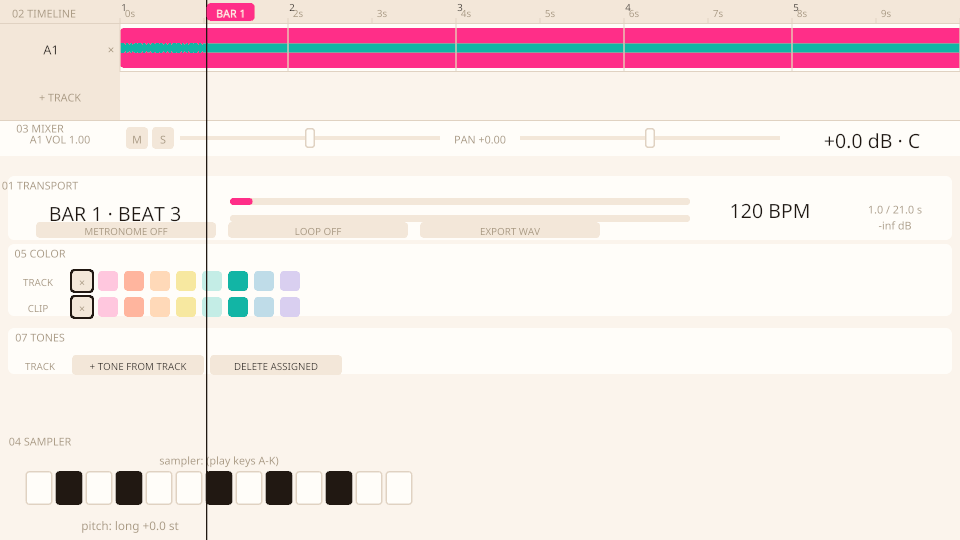 02 TIMELINE
1 BAR 1 2 3 4 5
0s 2s 3s 5s 6s 8s 9s
A1 ×
+ TRACK
03 MIXER
A1 VOL 1.00 M S PAN +0.00 +0.0 dB · C
01 TRANSPORT
BAR 1 · BEAT 3 120 BPM 1.0 / 21.0 s
-inf dB
METRONOME OFF LOOP OFF EXPORT WAV
05 COLOR
TRACK ×
CLIP ×
07 TONES
TRACK + TONE FROM TRACK DELETE ASSIGNED
04 SAMPLER
sampler: (play keys A-K)
pitch: long +0.0 st